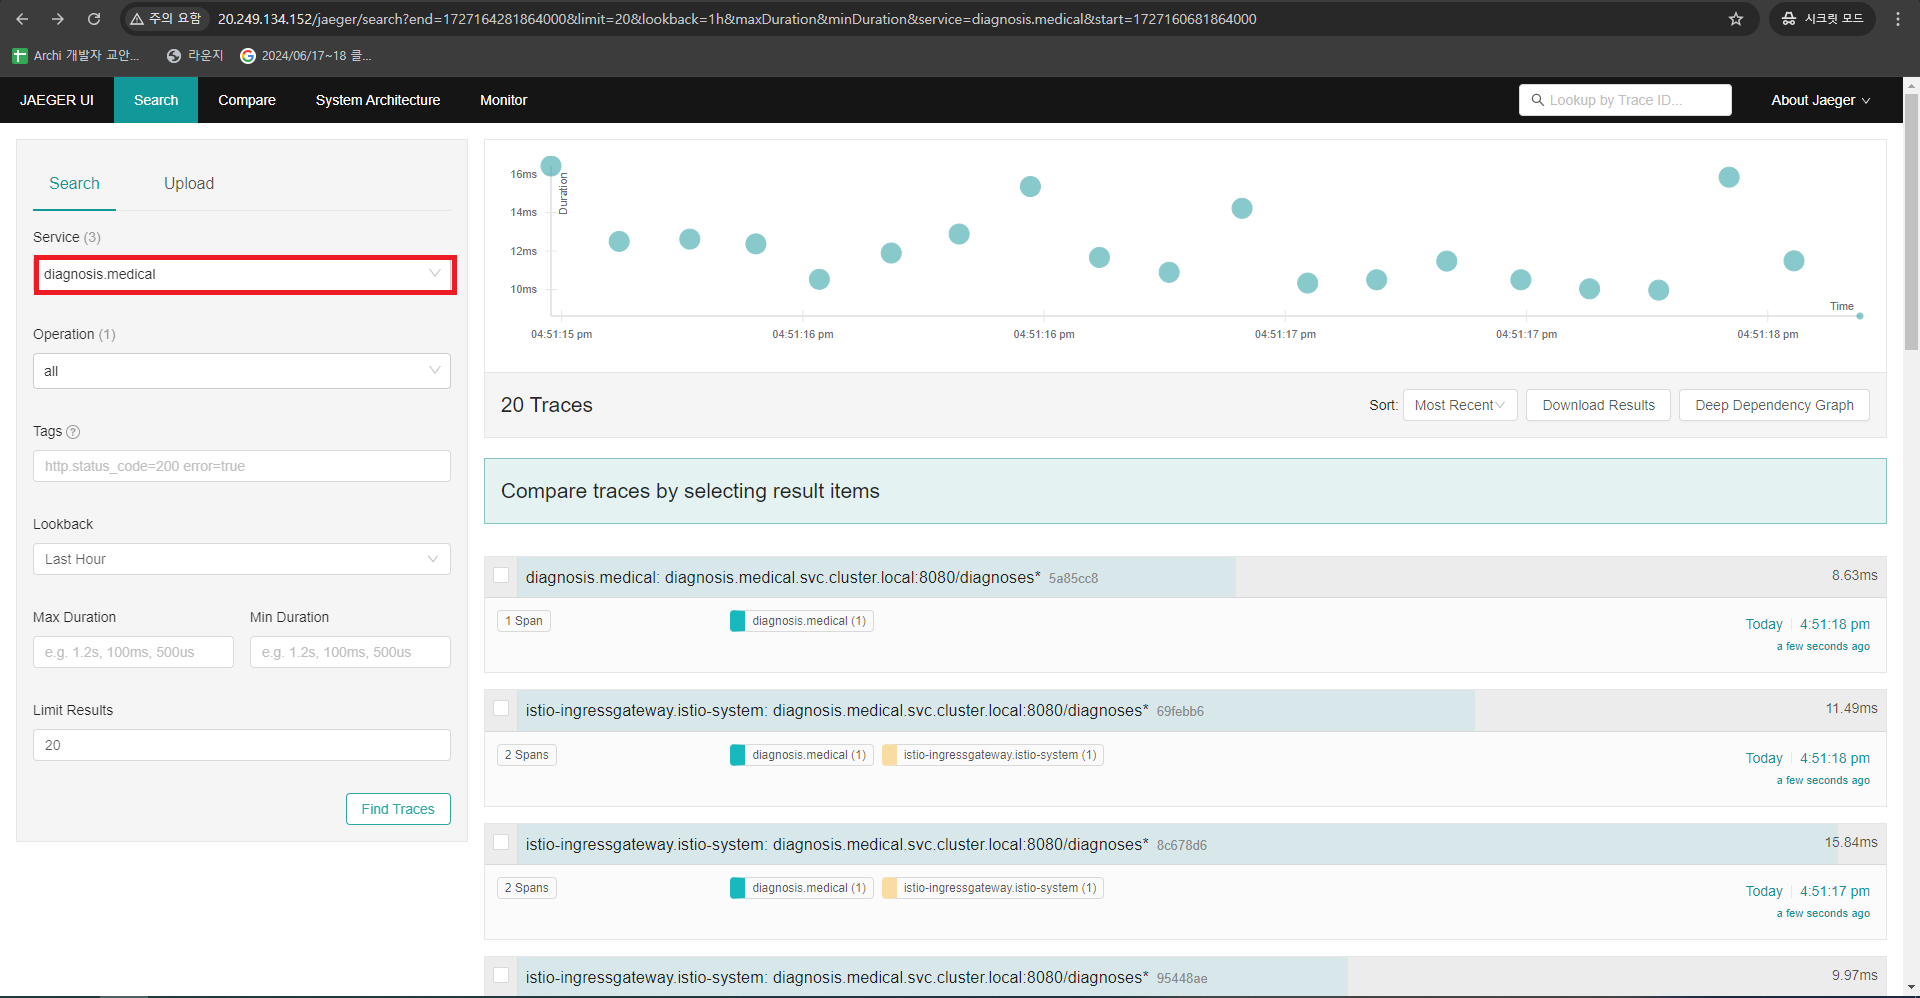 주의 요함 20.249.134.152/jaeger/search?end=1727164281864000&limit=20&lookback=1h&maxDuration&minDuration&service=diagnosis.medical&start=1727160681864000 시크릿 모드
Archi 개발자 교안... 라운지 2024/06/17~18 클...
JAEGER UI Search Compare System Architecture Monitor Lookup by Trace ID... About Jaeger
Search Upload
Service (3)
diagnosis.medical
Operation (1)
all
Tags ?
http.status_code=200 error=true
Lookback
Last Hour
Max Duration Min Duration
e.g. 1.2s, 100ms, 500us e.g. 1.2s, 100ms, 500us
Limit Results
20
Find Traces
Duration
16ms
14ms
12ms
10ms
Time
04:51:15 pm 04:51:16 pm 04:51:16 pm 04:51:17 pm 04:51:17 pm 04:51:18 pm
20 Traces Sort: Most Recent Download Results Deep Dependency Graph
Compare traces by selecting result items
diagnosis.medical: diagnosis.medical.svc.cluster.local:8080/diagnoses* 5a85cc8 8.63ms
1 Span diagnosis.medical (1) Today 4:51:18 pm
a few seconds ago
istio-ingressgateway.istio-system: diagnosis.medical.svc.cluster.local:8080/diagnoses* 69febb6 11.49ms
2 Spans diagnosis.medical (1) istio-ingressgateway.istio-system (1) Today 4:51:18 pm
a few seconds ago
istio-ingressgateway.istio-system: diagnosis.medical.svc.cluster.local:8080/diagnoses* 8c678d6 15.84ms
2 Spans diagnosis.medical (1) istio-ingressgateway.istio-system (1) Today 4:51:17 pm
a few seconds ago
istio-ingressgateway.istio-system: diagnosis.medical.svc.cluster.local:8080/diagnoses* 95448ae 9.97ms